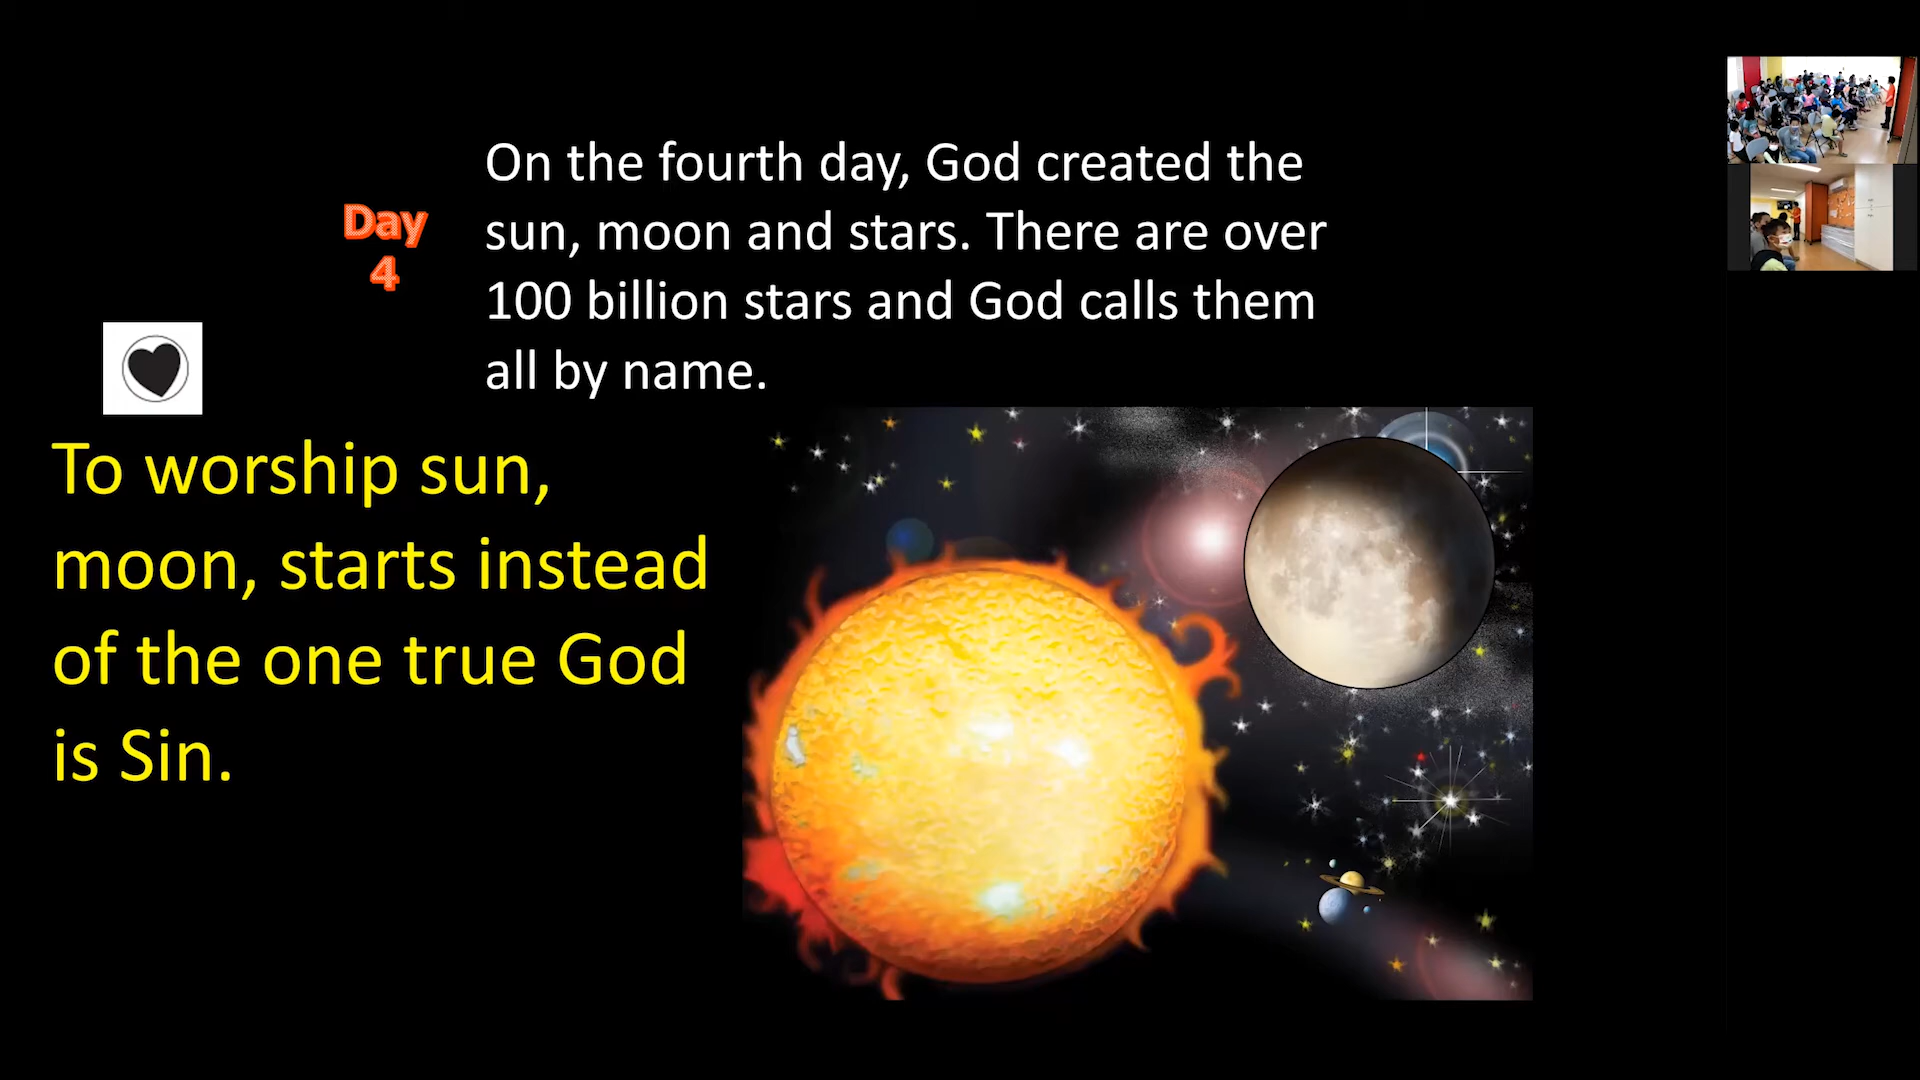 Day
4
On the fourth day, God created the
sun, moon and stars. There are over
100 billion stars and God calls them
all by name.
To worship sun,
moon, starts instead
of the one true God
is Sin.